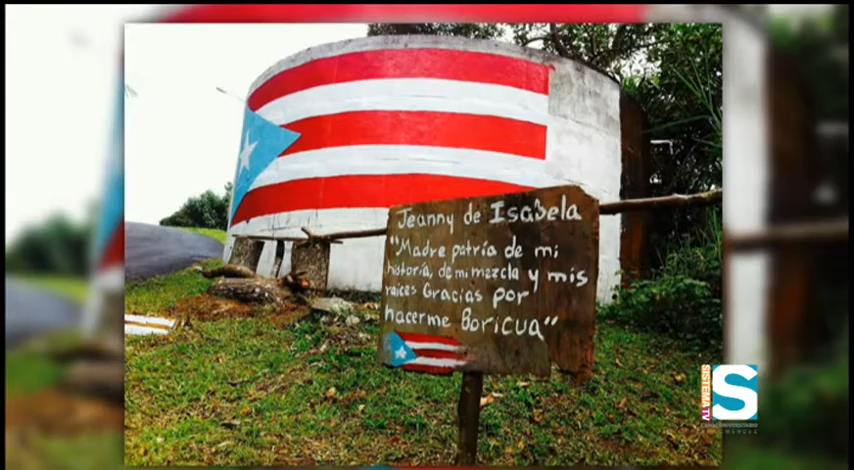 Jeanny de Isabela
"Madre patria de mi
historia, de mi mezcla y mis
raices Gracias por
hacerme Boricua"
SISTEMA TV
S